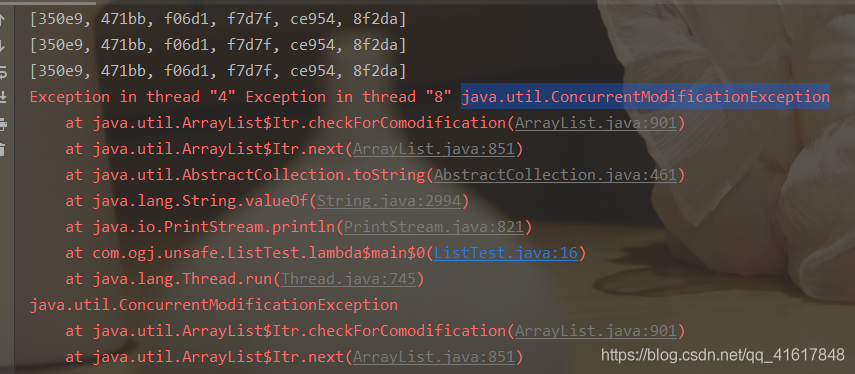 [350e9, 471bb, f06d1, f7d7f, ce954, 8f2da]
[350e9, 471bb, f06d1, f7d7f, ce954, 8f2da]
[350e9, 471bb, f06d1, f7d7f, ce954, 8f2da]
Exception in thread "4" Exception in thread "8" java.util.ConcurrentModificationException
at java.util.ArrayList$Itr.checkForComodification(ArrayList.java:901)
at java.util.ArrayList$Itr.next(ArrayList.java:851)
at java.util.AbstractCollection.toString(AbstractCollection.java:461)
at java.lang.String.valueOf(String.java:2994)
at java.io.PrintStream.println(PrintStream.java:821)
at com.ogj.unsafe.ListTest.lambda$main$0(ListTest.java:16)
at java.lang.Thread.run(Thread.java:745)
java.util.ConcurrentModificationException
at java.util.ArrayList$Itr.checkForComodification(ArrayList.java:901)
at java.util.ArrayList$Itr.next(ArrayList.java:851)
https://blog.csdn.net/qq_41617848